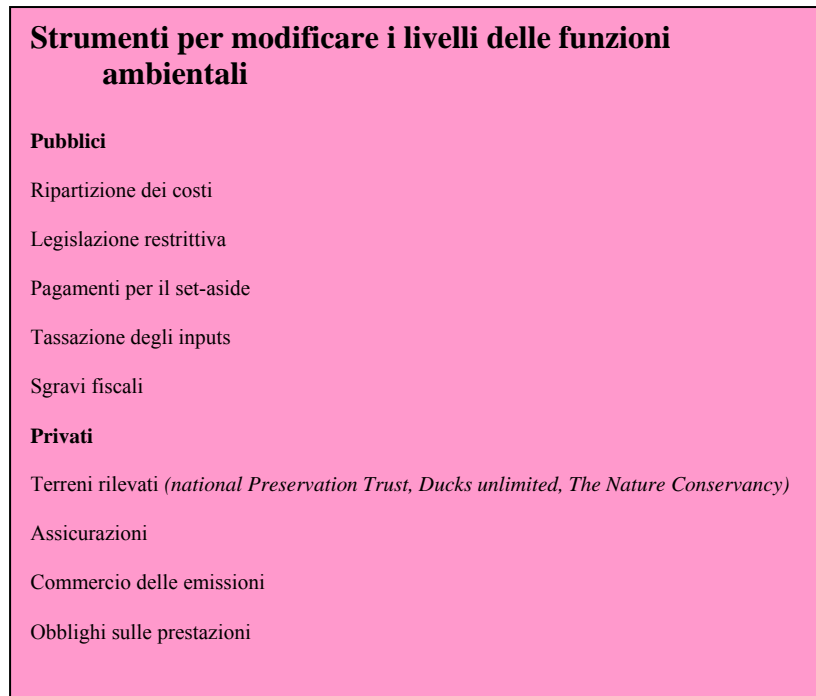 Strumenti per modificare i livelli delle funzioni
ambientali
Pubblici
Ripartizione dei costi
Legislazione restrittiva
Pagamenti per il set-aside
Tassazione degli inputs
Sgravi fiscali
Privati
Terreni rilevati (national Preservation Trust, Ducks unlimited, The Nature Conservancy)
Assicurazioni
Commercio delle emissioni
Obblighi sulle prestazioni